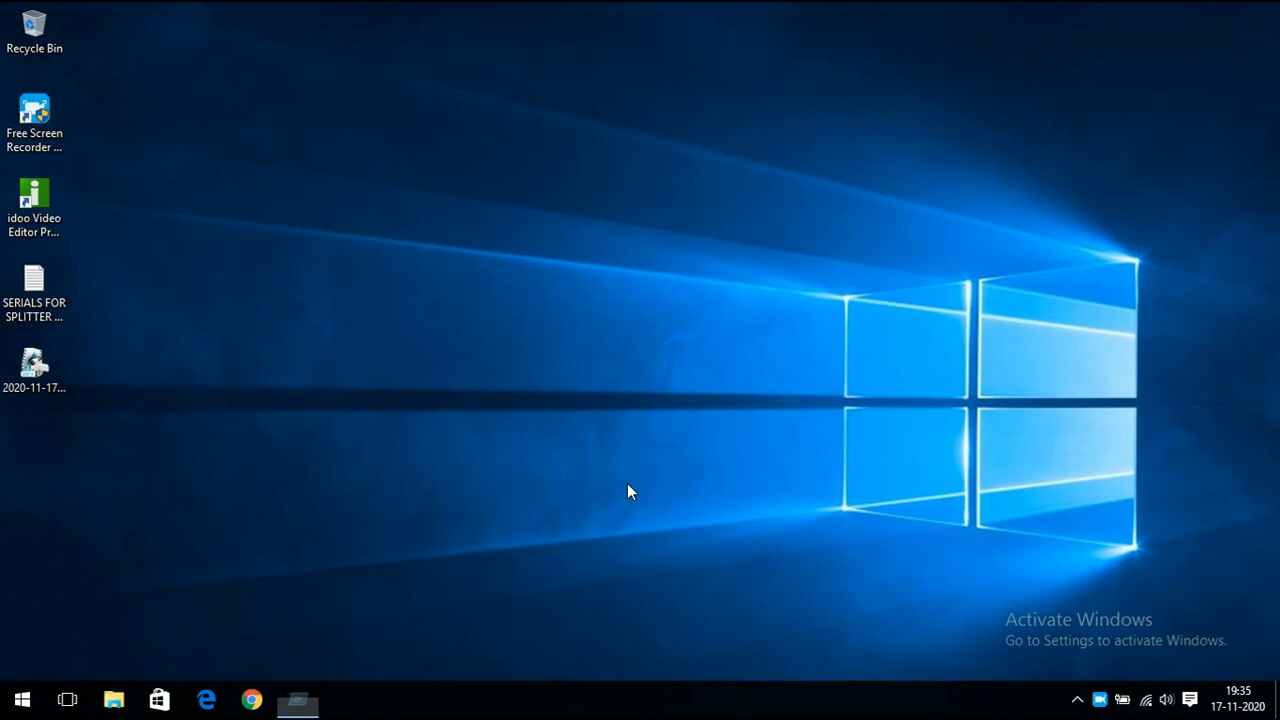 Recycle Bin
Free Screen
Recorder ...
idoo Video
Editor Pr...
SERIALS FOR
SPLITTER ...
2020-11-17...
Activate Windows
Go to Settings to activate Windows.
19:35
17-11-2020